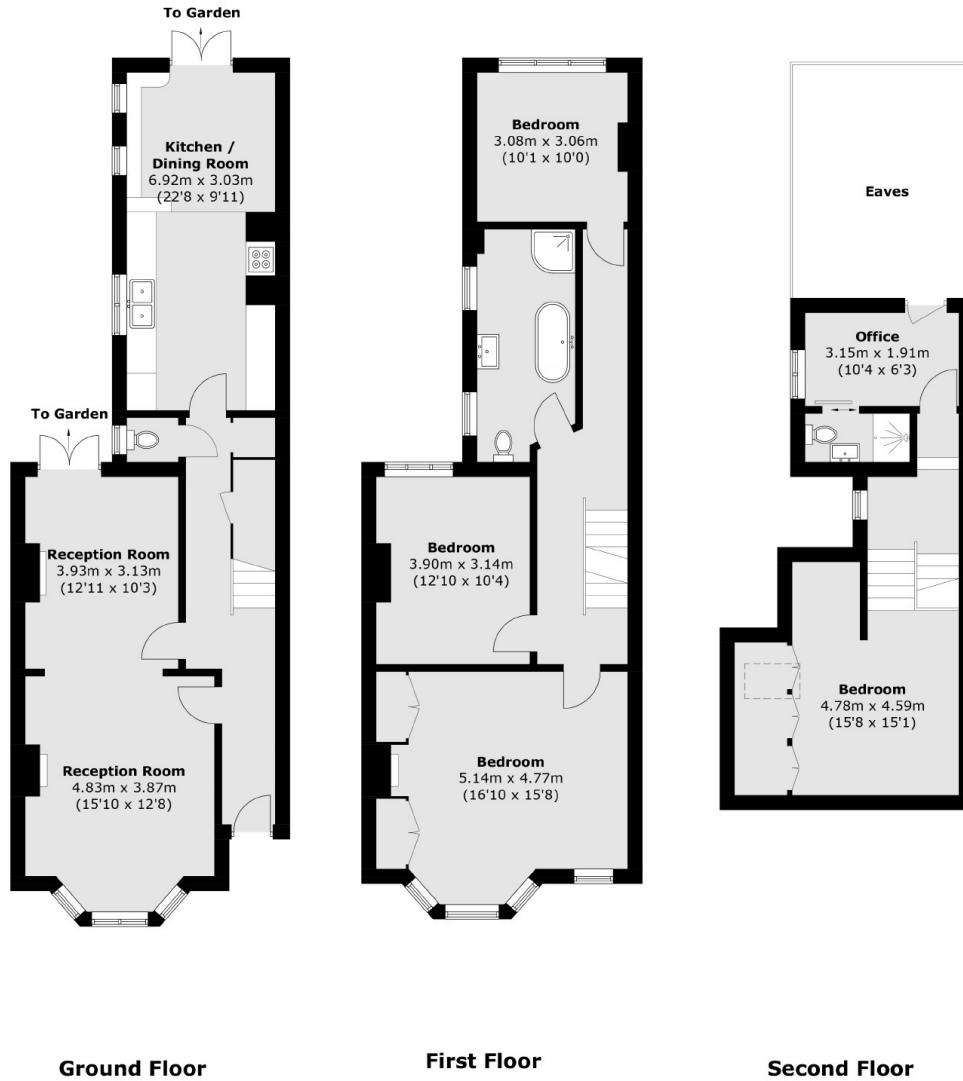 To Garden
Kitchen /
Dining Room
6.92m x 3.03m
(22'8 x 9'11)
To Garden
Reception Room
3.93m x 3.13m
(12'11 x 10'3)
Reception Room
4.83m x 3.87m
(15'10 x 12'8)
Ground Floor
Bedroom
3.08m x 3.06m
(10'1 x 10'0)
Bedroom
3.90m x 3.14m
(12'10 x 10'4)
Bedroom
5.14m x 4.77m
(16'10 x 15'8)
First Floor
Eaves
Office
3.15m x 1.91m
(10'4 x 6'3)
Bedroom
4.78m x 4.59m
(15'8 x 15'1)
Second Floor